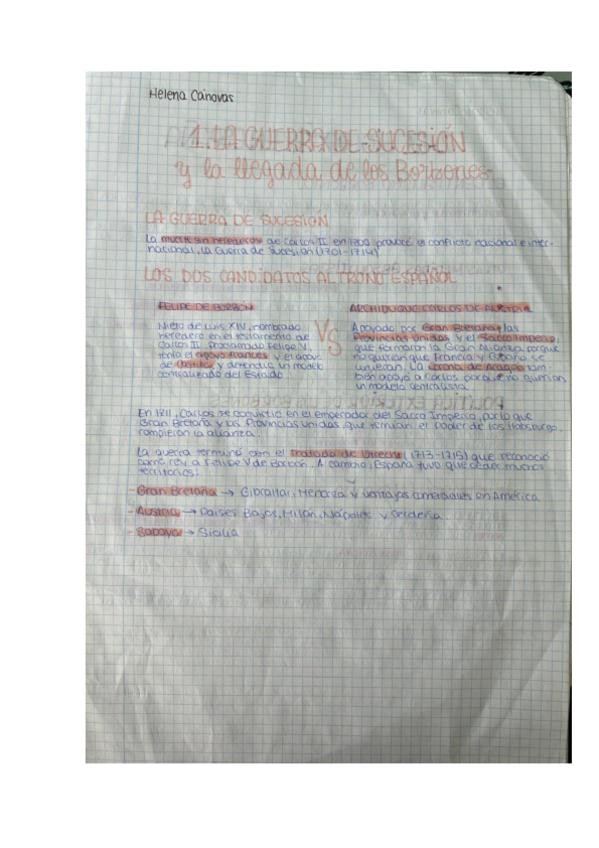 Helena Cánovas
1. LA GUERRA DE SUCESIÓN
y la llegada de los Borbones
LA GUERRA DE SUCESIÓN
La muerte sin herederos de Carlos II en 1700 provocó el conflicto nacional e inter-
nacional, La Guerra de Sucesión (1701-1714)
LOS DOS CANDIDATOS AL TRONO ESPAÑOL
FELIPE DE BORBÓN
Nieto de Luis XIV, nombrado
heredero en el testamento de
Carlos II. Proclamado Felipe V,
tenía el apoyo francés y el apoyo
de Castilla y defendía un modelo
centralizado del Estado
VS
ARCHIDUQUE CARLOS DE AUSTRIA
Apoyado por Gran Bretaña, las
Provincias Unidas y el Sacro Imperio,
que formaron la Gran Alianza, porque
no querían que Francia y España se
unieran. La Corona de Aragón tam-
bién apoyó a Carlos porque no querían
un modelo centralista.
En 1711, Carlos se convirtió en el emperador del Sacro Imperio, por lo que
Gran Bretaña y las Provincias Unidas que temían el poder de los Habsburgo,
rompieron la alianza.
La guerra terminó con el tratado de Utrecht (1713-1715) que reconoció
como rey a Felipe V de Borbón. A cambio, España tuvo que ceder muchos
territorios:
- Gran Bretaña → Gibraltar, Menorca y ventajas comerciales en América
- Austria → Países Bajos, Milán, Nápoles y Cerdeña.
- Saboya → Sicilia